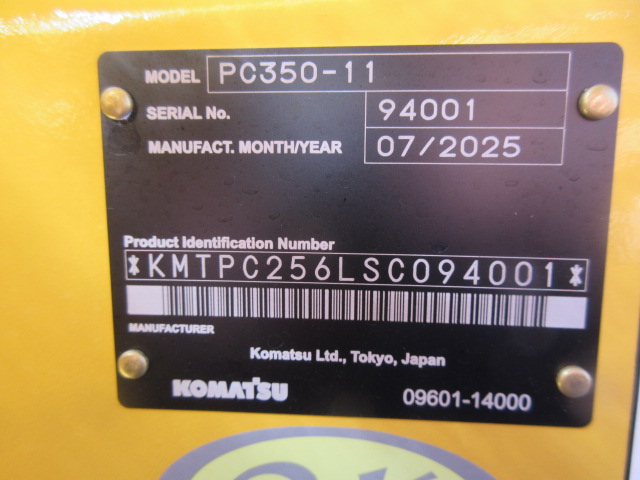 MODEL PC350-11
SERIAL No. 94001
MANUFACT. MONTH/YEAR 07/2025
Product Identification Number
*KMTPC256LSC094001*
MANUFACTURER
Komatsu Ltd., Tokyo, Japan
KOMATSU 09601-14000